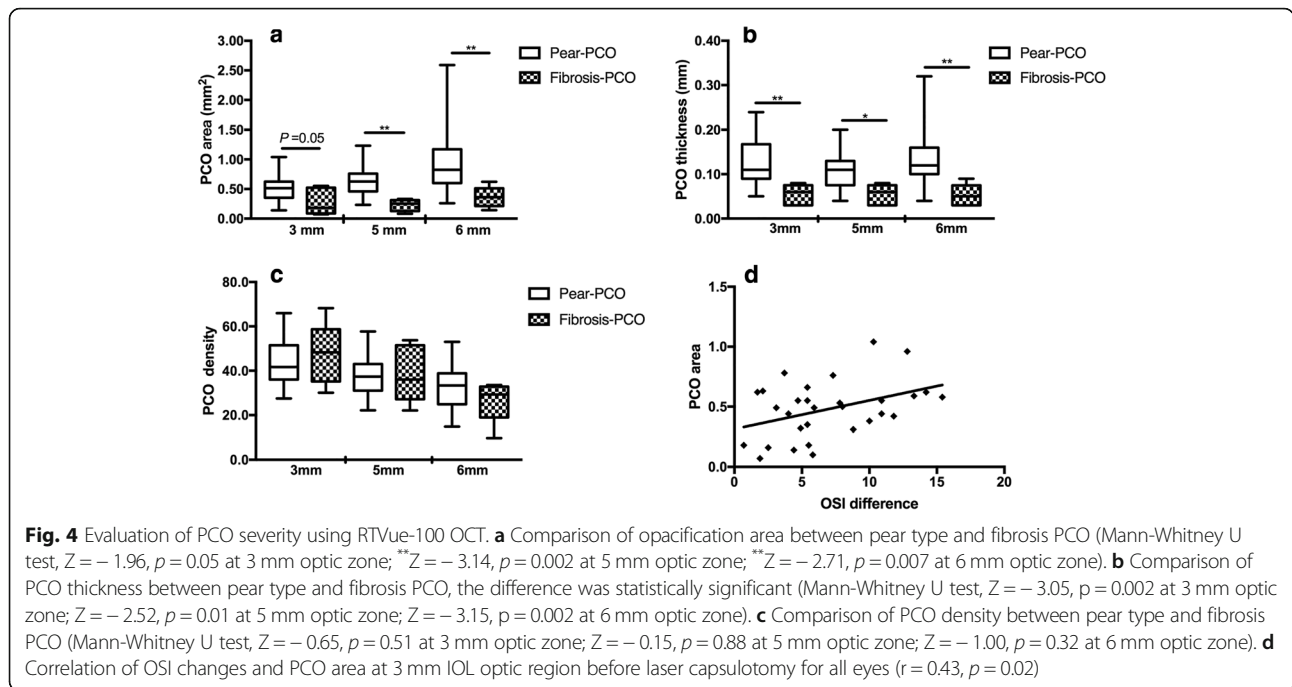 a
PCO area (mm²)
3.00
2.50
2.00
1.50
1.00
0.50
0.00
P =0.05
**
**
3 mm 5 mm 6 mm
Pear-PCO
Fibrosis-PCO
b
PCO thickness (mm)
0.40
0.30
0.20
0.10
0.00
**
*
**
3mm 5mm 6mm
Pear-PCO
Fibrosis-PCO
c
PCO density
80.0
60.0
40.0
20.0
0.0
3mm 5mm 6mm
Pear-PCO
Fibrosis-PCO
d
PCO area
1.5
1.0
0.5
0.0
0 5 10 15 20
OSI difference
Fig. 4 Evaluation of PCO severity using RTVue-100 OCT. a Comparison of opacification area between pear type and fibrosis PCO (Mann-Whitney U
test, Z = − 1.96, p = 0.05 at 3 mm optic zone; **Z = − 3.14, p = 0.002 at 5 mm optic zone; **Z = − 2.71, p = 0.007 at 6 mm optic zone). b Comparison of
PCO thickness between pear type and fibrosis PCO, the difference was statistically significant (Mann-Whitney U test, Z = − 3.05, p = 0.002 at 3 mm optic
zone; Z = − 2.52, p = 0.01 at 5 mm optic zone; Z = − 3.15, p = 0.002 at 6 mm optic zone). c Comparison of PCO density between pear type and fibrosis
PCO (Mann-Whitney U test, Z = − 0.65, p = 0.51 at 3 mm optic zone; Z = − 0.15, p = 0.88 at 5 mm optic zone; Z = − 1.00, p = 0.32 at 6 mm optic zone). d
Correlation of OSI changes and PCO area at 3 mm IOL optic region before laser capsulotomy for all eyes (r = 0.43, p = 0.02)